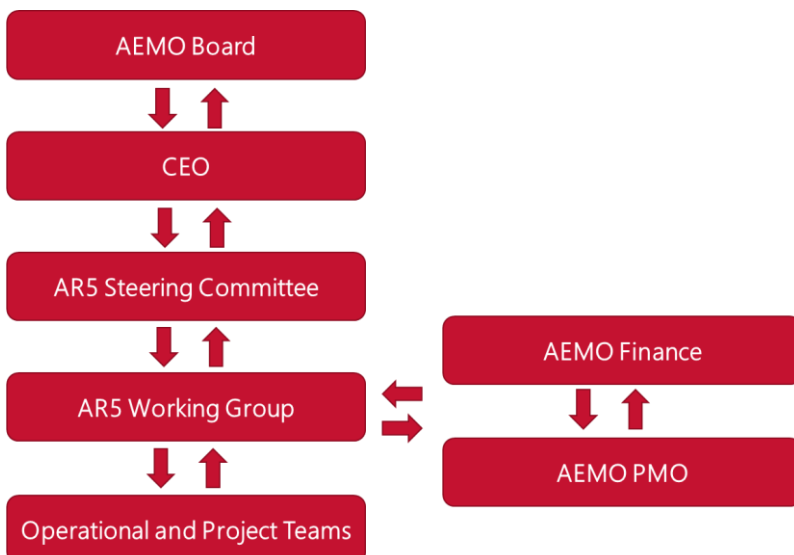 AEMO Board
CEO
AR5 Steering Committee
AEMO Finance
AR5 Working Group
AEMO PMO
Operational and Project Teams